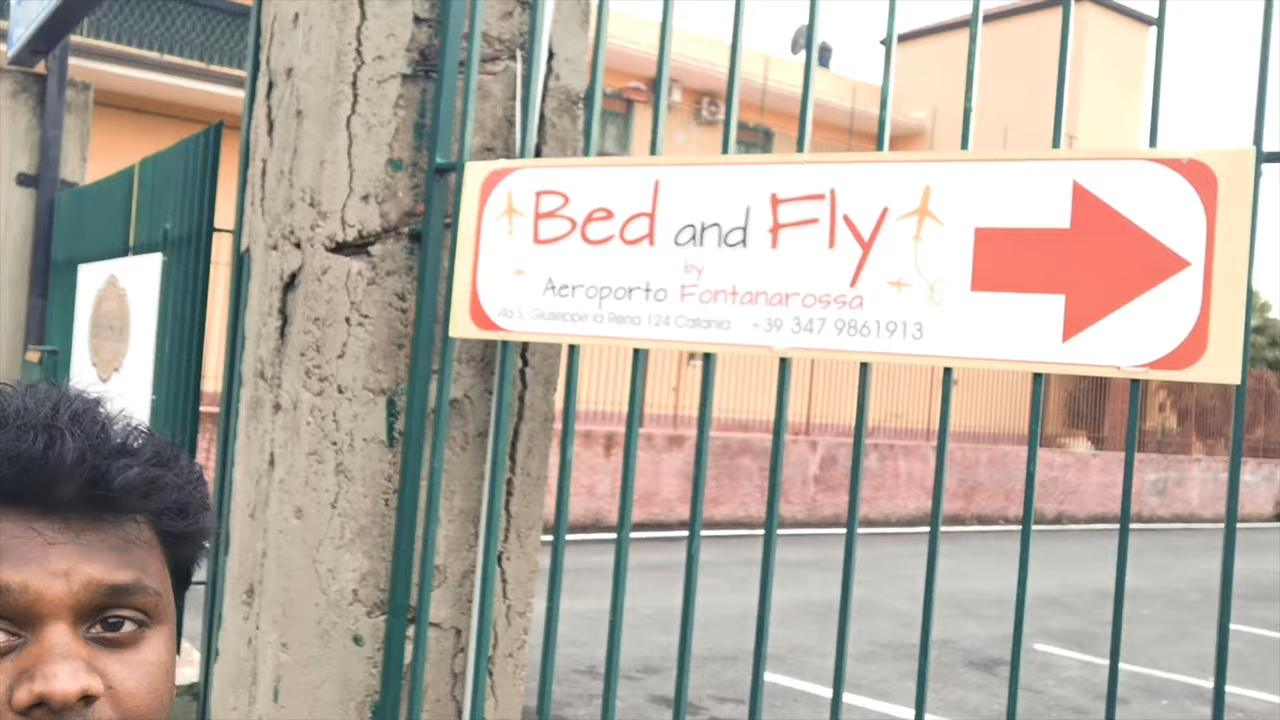 Bed and Fly
by
Aeroporto Fontanarossa
Via S. Giuseppe la Rena 124 Catania +39 347 9861913